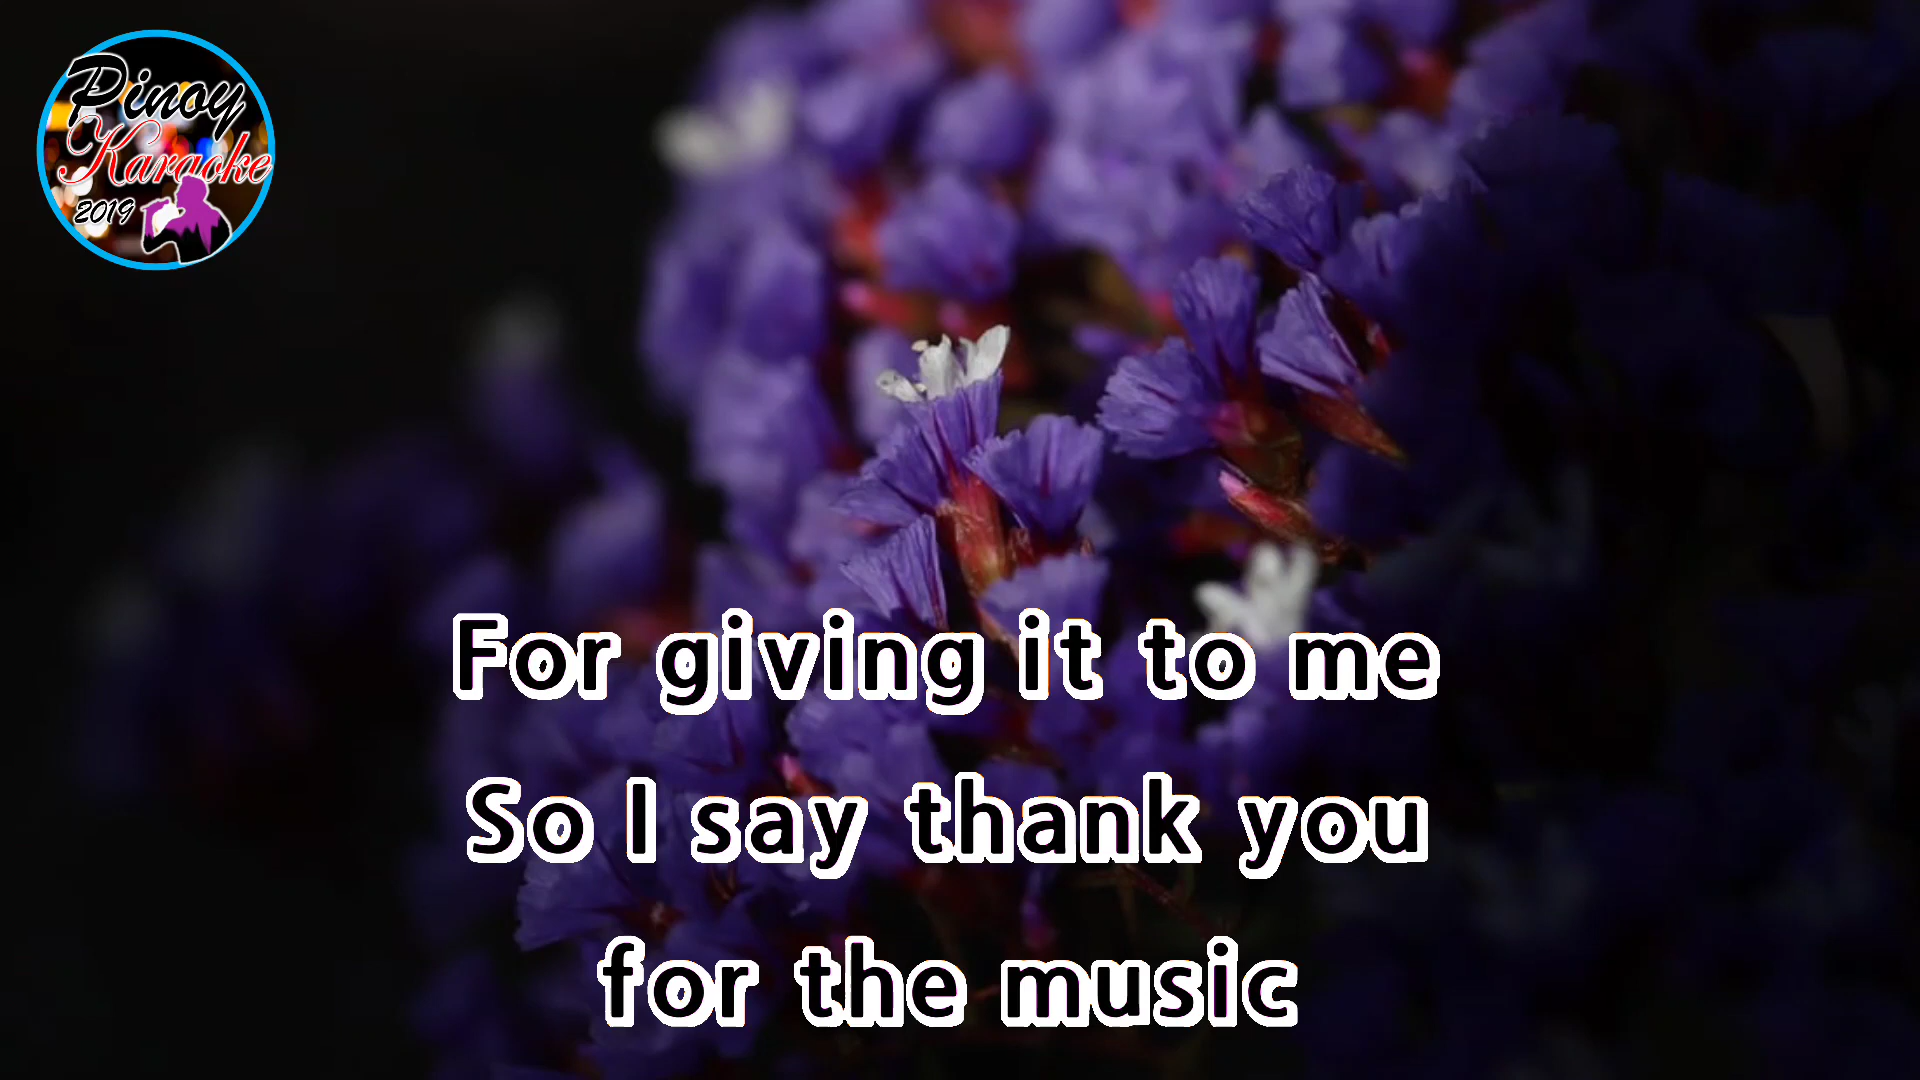 Pinoy
Karaoke
2019
For giving it to me
So I say thank you
for the music